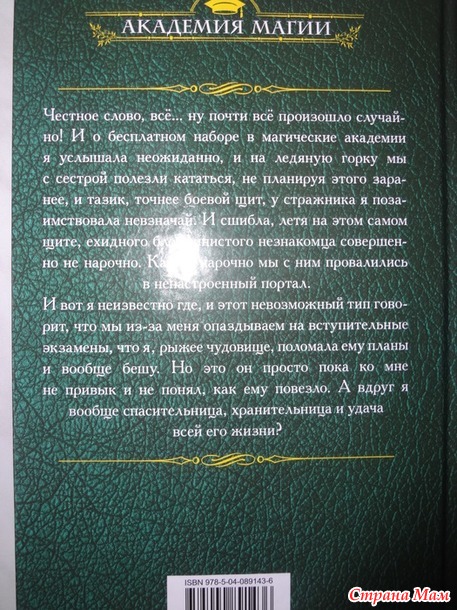 АКАДЕМИЯ МАГИИ
Честное слово, всё... ну почти всё произошло случай-
но! И о бесплатном наборе в магические академии
я услышала неожиданно, и на ледяную горку мы
с сестрой полезли кататься, не планируя этого зара-
нее, и тазик, точнее боевой щит, у стражника я поза-
имствовала невзначай. И сшибла, летя на этом самом
щите, ехидного незнакомца совершен-
но не нарочно. мы с ним провалились
в ненастроенный портал.
И вот я неизвестно где, и этот невозможный тип гово-
рит, что мы из-за меня опаздываем на вступительные
экзамены, что я, рыжее чудовище, поломала ему планы
и вообще бешу. Но это он просто пока ко мне
не привык и не понял, как ему повезло. А вдруг я
вообще спасительница, хранительница и удача
всей его жизни?
ISBN 978-5-04-089143-6
Страна Мам